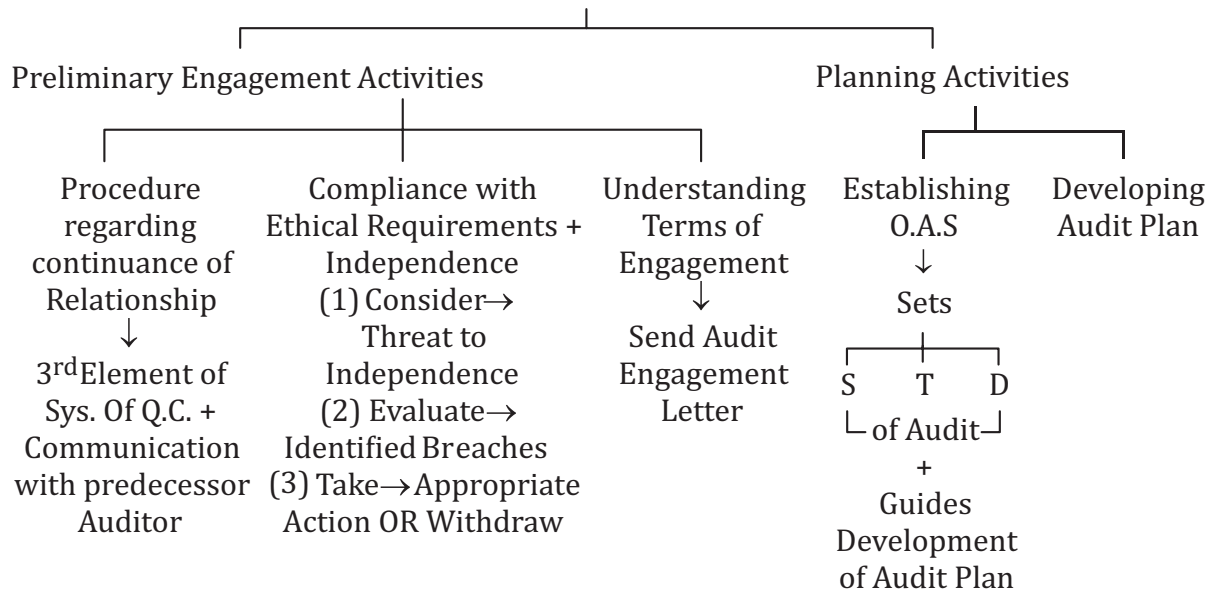 Preliminary Engagement Activities
Planning Activities
Procedure
regarding
continuance of
Relationship
↓
3rdElement of
Sys. Of Q.C. +
Communication
with predecessor
Auditor
Compliance with
Ethical Requirements +
Independence
(1) Consider→
Threat to
Independence
(2) Evaluate→
Identified Breaches
(3) Take→Appropriate
Action OR Withdraw
Understanding
Terms of
Engagement
↓
Send Audit
Engagement
Letter
Establishing
O.A.S
↓
Sets
S T D
of Audit
+
Guides
Development
of Audit Plan
Developing
Audit Plan